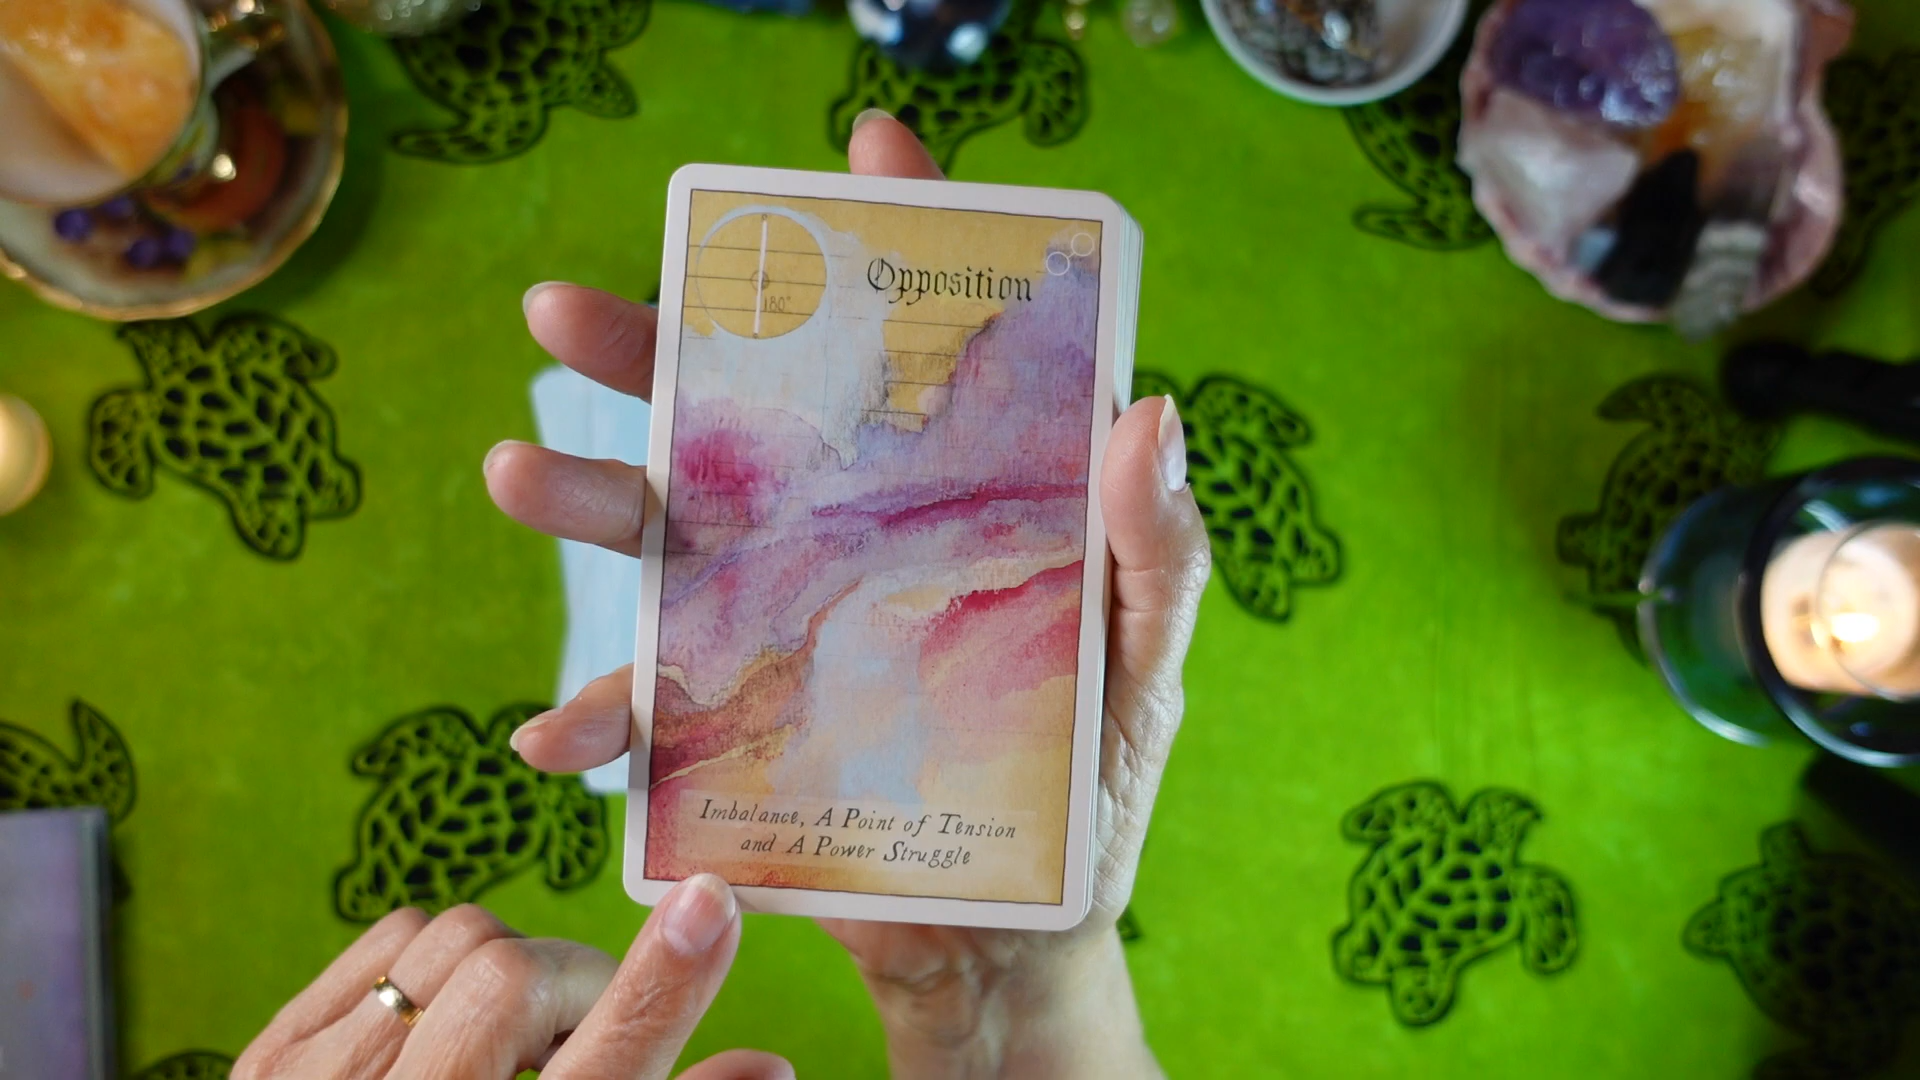 Opposition
180°
Imbalance, A Point of Tension
and A Power Struggle